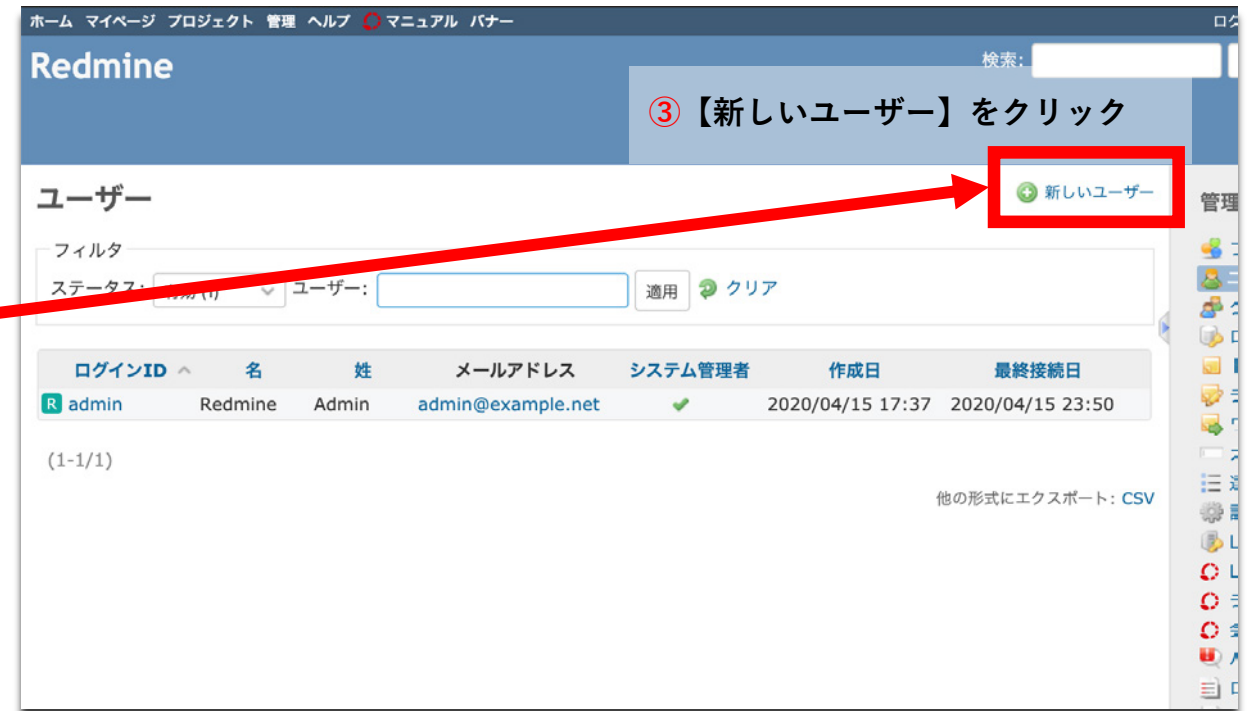 ホーム マイページ プロジェクト 管理 ヘルプ マニュアル バナー
Redmine
検索:
③【新しいユーザー】をクリック
ユーザー
新しいユーザー
管理
フィルタ
ステータス: ユーザー: 適用 クリア
ログインID 名 姓 メールアドレス システム管理者 作成日 最終接続日
R admin Redmine Admin admin@example.net 2020/04/15 17:37 2020/04/15 23:50
(1-1/1)
他の形式にエクスポート: CSV